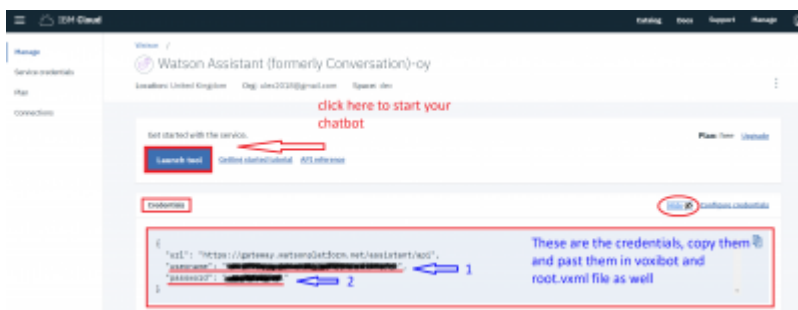 IBM Cloud
Catalog Docs Support Manage
Manage
Service credentials
Plan
Connections
Watson /
Watson Assistant (formerly Conversation)-oy
Location: United Kingdom Org: Space: dev
click here to start your
chatbot
Get started with the service.
Plan: Upgrade
Launch tool Getting started tutorial API reference
Credentials
Hide Configure credentials
{
"url": "https://gateway.watsonplatform.net/assistant/api",
"username": "
1
"password": "
2
}
These are the credentials, copy them
and past them in voxibot and
root.vxml file as well